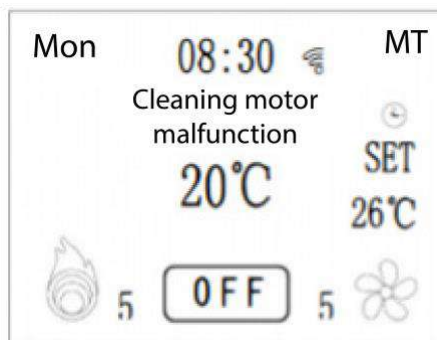 Mon 08:30 MT
Cleaning motor
malfunction
SET
20℃
26℃
5 OFF 5